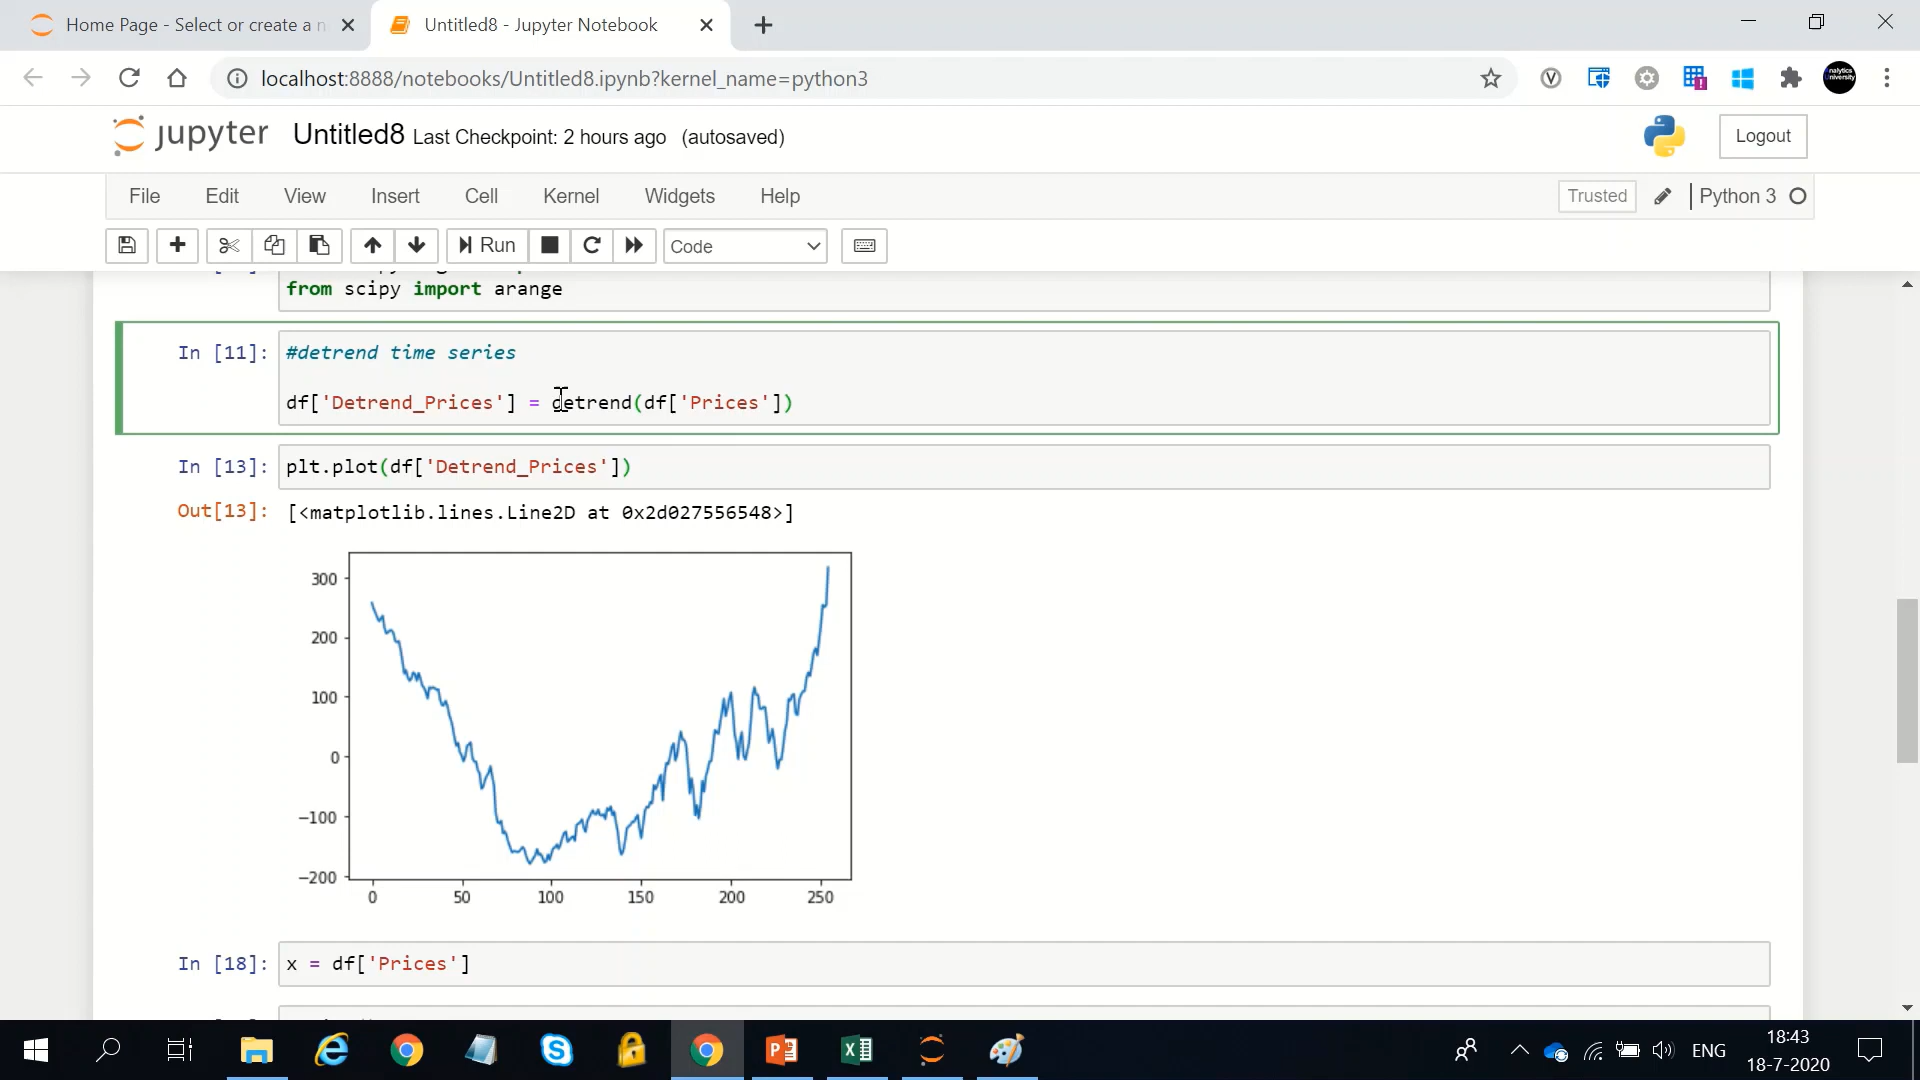 Home Page - Select or create a n
Untitled8 - Jupyter Notebook
localhost:8888/notebooks/Untitled8.ipynb?kernel_name=python3
jupyter Untitled8 Last Checkpoint: 2 hours ago (autosaved)
Logout
File Edit View Insert Cell Kernel Widgets Help
Trusted
Python 3
Run
Code
from scipy import arange
In [11]: #detrend time series
df['Detrend_Prices'] = detrend(df['Prices'])
In [13]: plt.plot(df['Detrend_Prices'])
Out[13]: [<matplotlib.lines.Line2D at 0x2d027556548>]
300
200
100
0
−100
−200
0 50 100 150 200 250
In [18]: x = df['Prices']
ENG
18:43
18-7-2020